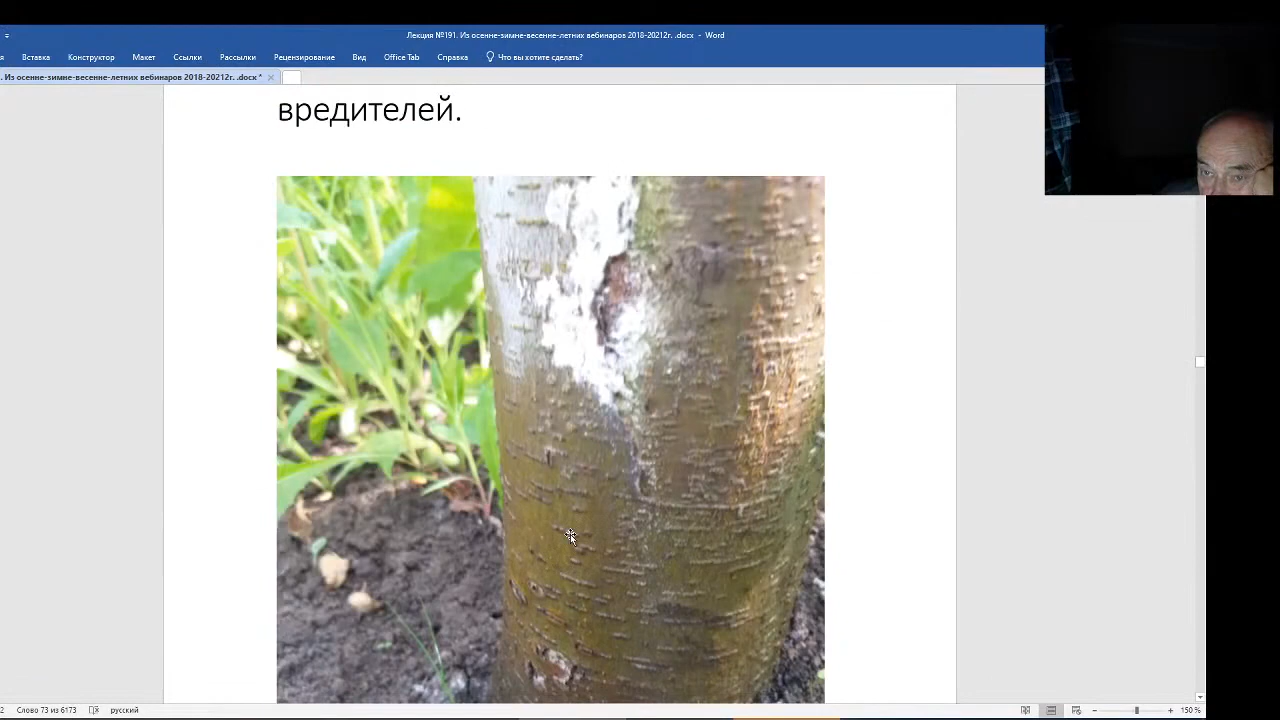 Лекция №191. Из осенне-зимне-весенне-летних вебинаров 2018-20212г. .docx - Word
я Вставка Конструктор Макет Ссылки Рассылки Рецензирование Вид Office Tab Справка Что вы хотите сделать?
. Из осенне-зимне-весенне-летних вебинаров 2018-20212г. .docx *
вредителей.
2 Слово 73 из 6173 русский 150 %